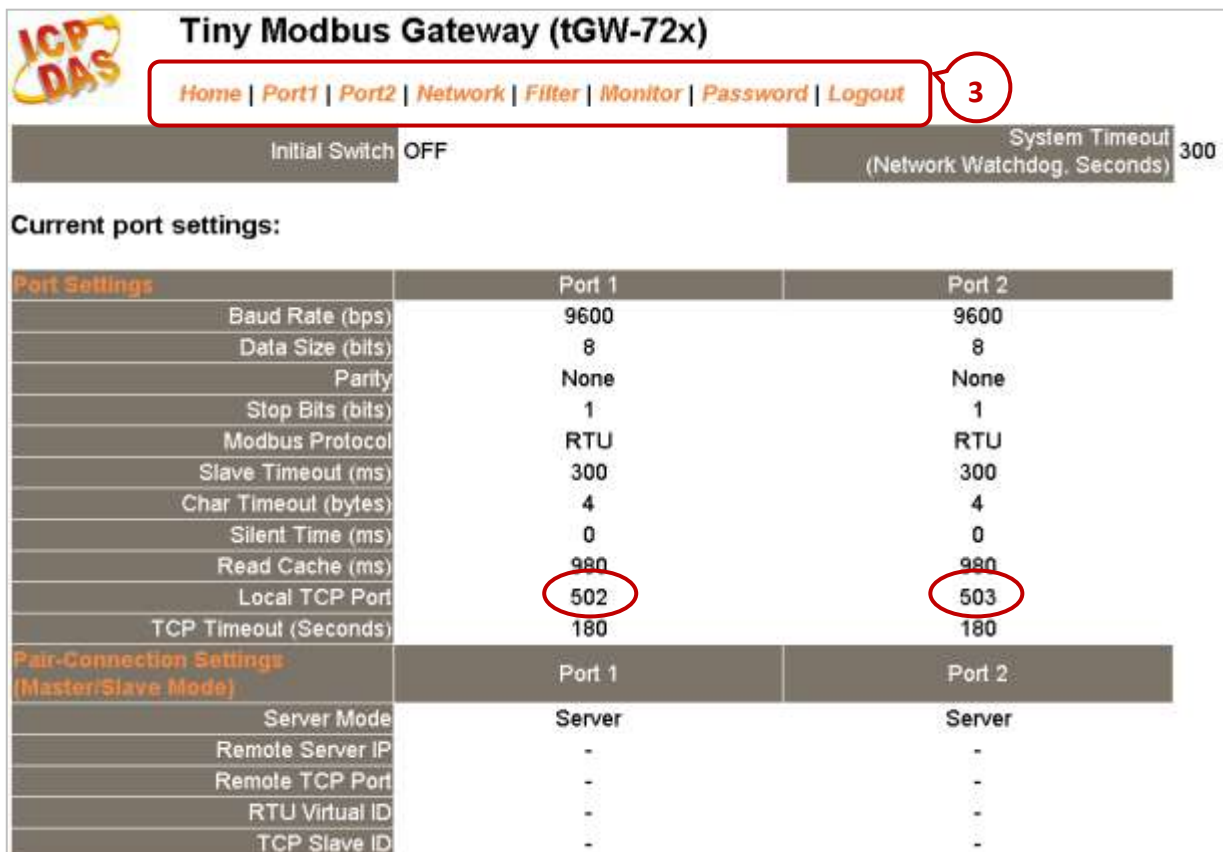 ICP DAS
Tiny Modbus Gateway (tGW-72x)
Home | Port1 | Port2 | Network | Filter | Monitor | Password | Logout
3
Initial Switch OFF System Timeout (Network Watchdog, Seconds) 300
Current port settings:
Port Settings Port 1 Port 2
Baud Rate (bps) 9600 9600
Data Size (bits) 8 8
Parity None None
Stop Bits (bits) 1 1
Modbus Protocol RTU RTU
Slave Timeout (ms) 300 300
Char Timeout (bytes) 4 4
Silent Time (ms) 0 0
Read Cache (ms) 980 980
Local TCP Port 502 503
TCP Timeout (Seconds) 180 180
Pair-Connection Settings (Master/Slave Mode) Port 1 Port 2
Server Mode Server Server
Remote Server IP - -
Remote TCP Port - -
RTU Virtual ID - -
TCP Slave ID - -